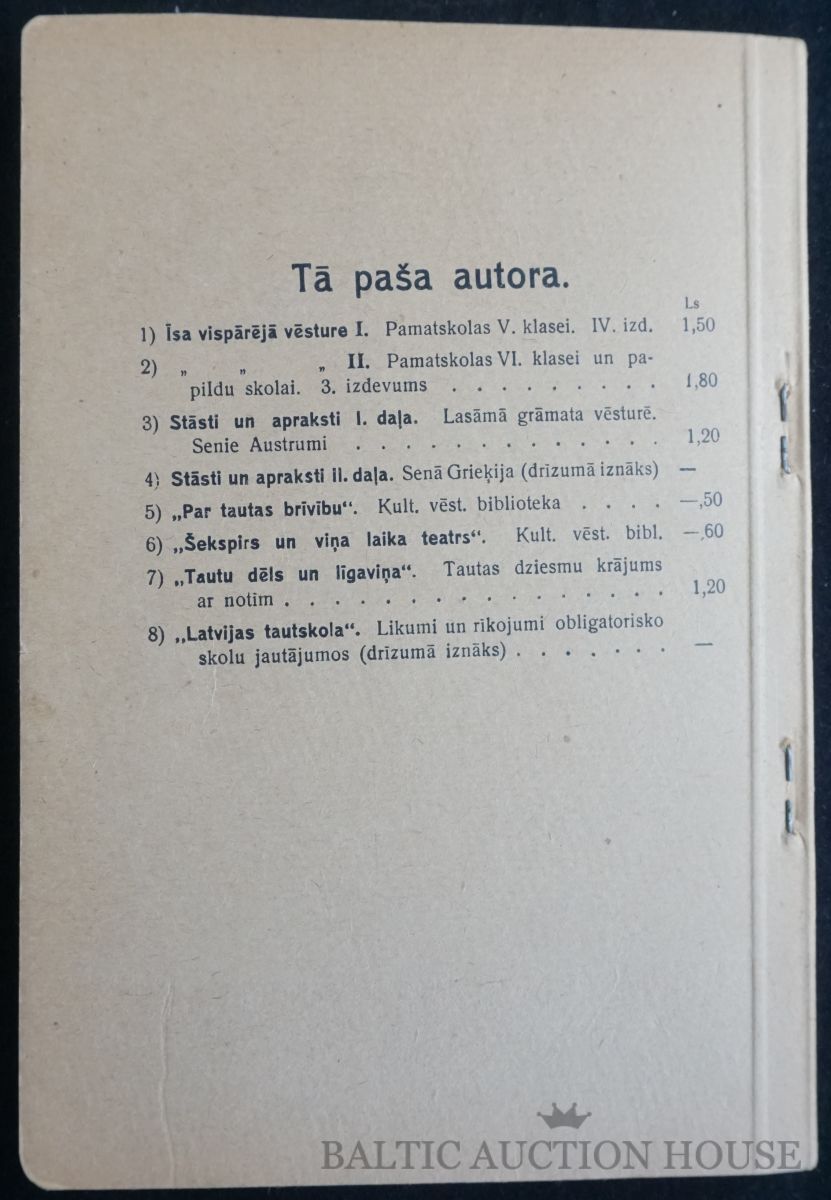 Tā paša autora.
Ls
1) Īsa vispārējā vēsture I. Pamatskolas V. klasei. IV. izd. 1,50
2) „ „ „ II. Pamatskolas VI. klasei un pa-
pildu skolai. 3. izdevums . . . . . . . . . 1,80
3) Stāsti un apraksti I. daļa. Lasāmā grāmata vēsturē.
Senie Austrumi . . . . . . . . . . . . . 1,20
4) Stāsti un apraksti II. daļa. Senā Grieķija (drīzumā iznāks) —
5) „Par tautas brīvību“. Kult. vēst. biblioteka . . . . —,50
6) „Šekspirs un viņa laika teatrs“. Kult. vēst. bibl. —,60
7) „Tautu dēls un līgaviņa“. Tautas dziesmu krājums
ar notīm . . . . . . . . . . . . . . . . 1,20
8) „Latvijas tautskola“. Likumi un rīkojumi obligatorisko
skolu jautājumos (drīzumā iznāks) . . . . . . . —
BALTIC AUCTION HOUSE